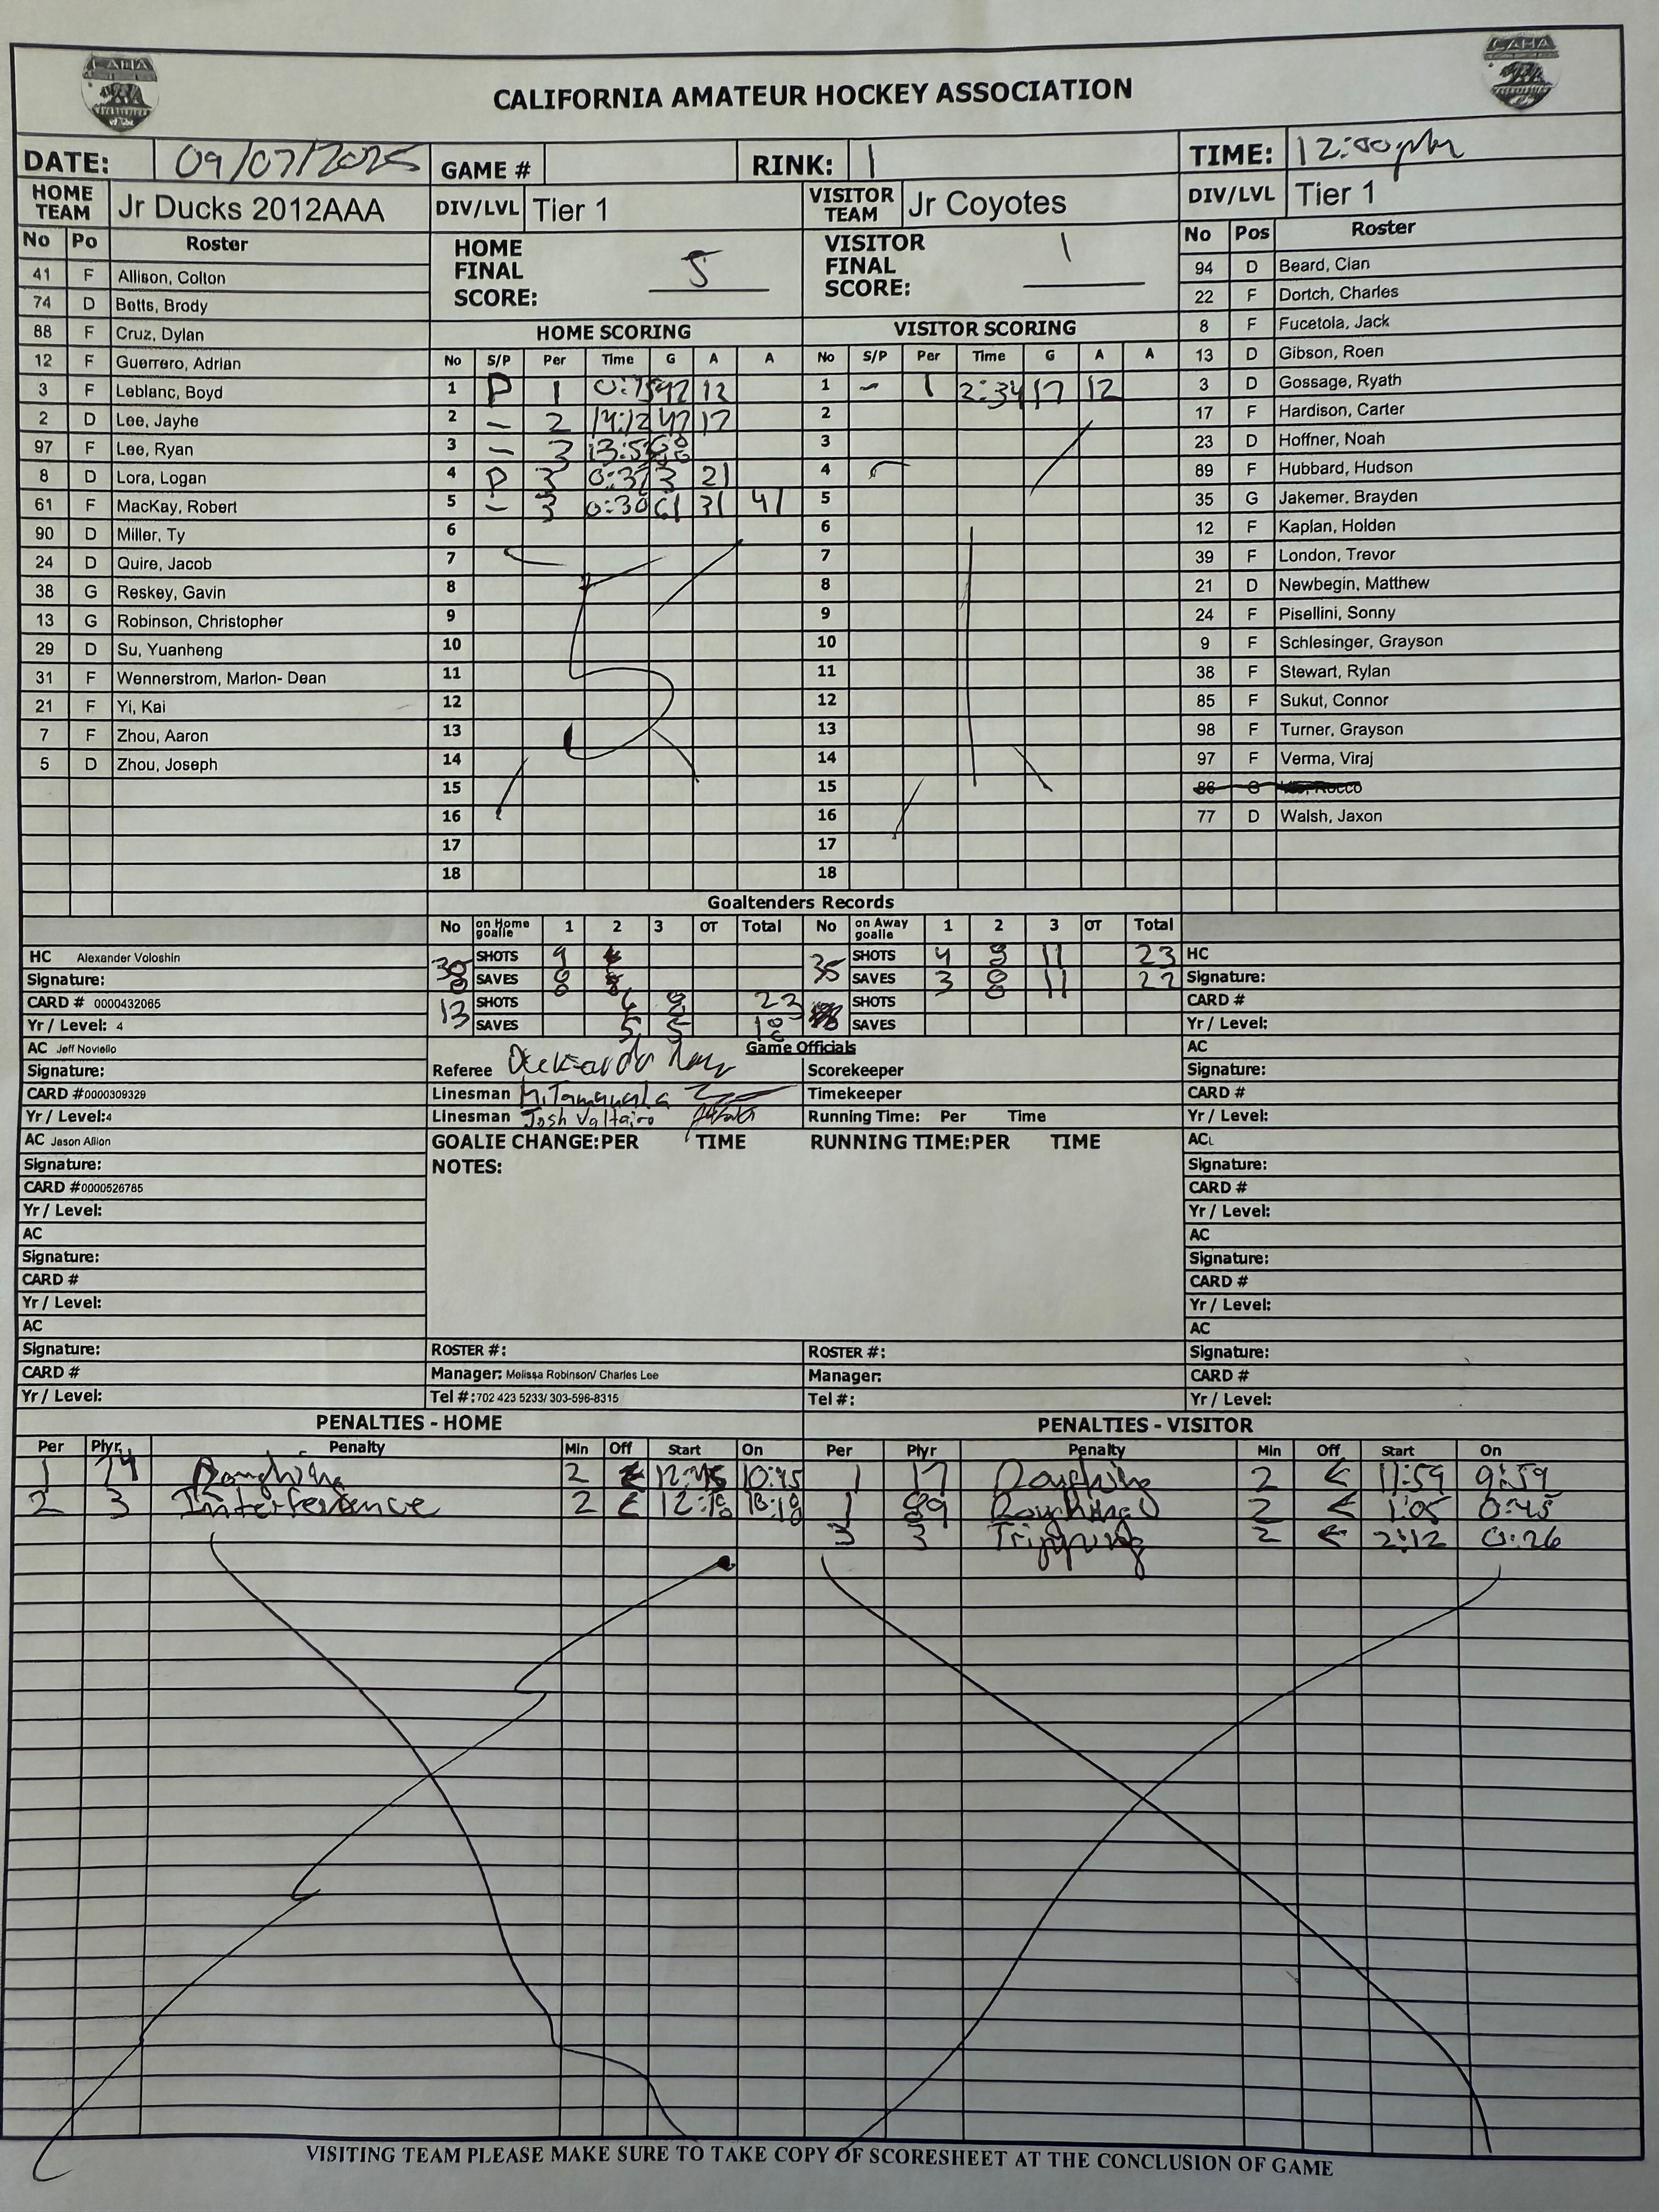 CAHA
CAHA
CALIFORNIA AMATEUR HOCKEY ASSOCIATION
DATE: 09/07/2025 GAME # RINK: 1 TIME: 12:00pm
HOME TEAM Jr Ducks 2012AAA DIV/LVL Tier 1 VISITOR TEAM Jr Coyotes DIV/LVL Tier 1
HOME FINAL SCORE: 5 VISITOR FINAL SCORE: 1
No Po Roster
41 F Allison, Colton
74 D Botts, Brody
88 F Cruz, Dylan
12 F Guerrero, Adrian
3 F Leblanc, Boyd
2 D Lee, Jayhe
97 F Lee, Ryan
8 D Lora, Logan
61 F MacKay, Robert
90 D Miller, Ty
24 D Quire, Jacob
38 G Reskey, Gavin
13 G Robinson, Christopher
29 D Su, Yuanheng
31 F Wennerstrom, Marlon- Dean
21 F Yi, Kai
7 F Zhou, Aaron
5 D Zhou, Joseph
HOME SCORING
No S/P Per Time G A A
1 P 1 12
2 - 2 14:12 47 17
3 - 3
4 P 3 3 21
5 - 3 0:30 61 31 41
6
7
8
9
10
11
12
13
14
15
16
17
18
5
VISITOR SCORING
No S/P Per Time G A A
1 - 1 2:34 17 12
2
3
4
5
6
7
8
9
10
11
12
13
14
15
16
17
18
1
No Pos Roster
94 D Beard, Cian
22 F Dortch, Charles
8 F Fucetola, Jack
13 D Gibson, Roen
3 D Gossage, Ryath
17 F Hardison, Carter
23 D Hoffner, Noah
89 F Hubbard, Hudson
35 G Jakemer, Brayden
12 F Kaplan, Holden
39 F London, Trevor
21 D Newbegin, Matthew
24 F Pisellini, Sonny
9 F Schlesinger, Grayson
38 F Stewart, Rylan
85 F Sukut, Connor
98 F Turner, Grayson
97 F Verma, Viraj
86 G Rocco
77 D Walsh, Jaxon
Goaltenders Records
No on Home goalie 1 2 3 OT Total No on Away goalie 1 2 3 OT Total
38 SHOTS 9 35 SHOTS 4 11 23
SAVES SAVES 3 8 11 22
13 SHOTS 6 8 23 SHOTS
SAVES 5 5 18 SAVES
HC Alexander Voloshin
Signature:
CARD # 0000432065
Yr / Level: 4
AC Jeff Noviello
Signature:
CARD #0000309329
Yr / Level:4
AC Jason Allion
Signature:
CARD #0000526785
Yr / Level:
AC
Signature:
CARD #
Yr / Level:
AC
Signature:
CARD #
Yr / Level:
Game Officials
Referee
Scorekeeper
Linesman
Timekeeper
Linesman Josh Valtairo
Running Time: Per Time
GOALIE CHANGE:PER TIME RUNNING TIME:PER TIME
NOTES:
ROSTER #: ROSTER #:
Manager: Melissa Robinson/ Charles Lee Manager:
Tel #:702 423 5233/ 303-596-8315 Tel #:
HC
Signature:
CARD #
Yr / Level:
AC
Signature:
CARD #
Yr / Level:
ACL
Signature:
CARD #
Yr / Level:
AC
Signature:
CARD #
Yr / Level:
AC
Signature:
CARD #
Yr / Level:
PENALTIES - HOME
Per Plyr Penalty Min Off Start On
1 74 Roughing 2 12:45 10:45
2 3 Interference 2 12:18 10:18
PENALTIES - VISITOR
Per Plyr Penalty Min Off Start On
1 17 Roughing 2 11:59 9:59
1 89 Roughing 2 1:05 0:45
3 3 Tripping 2 2:12 0:26
VISITING TEAM PLEASE MAKE SURE TO TAKE COPY OF SCORESHEET AT THE CONCLUSION OF GAME